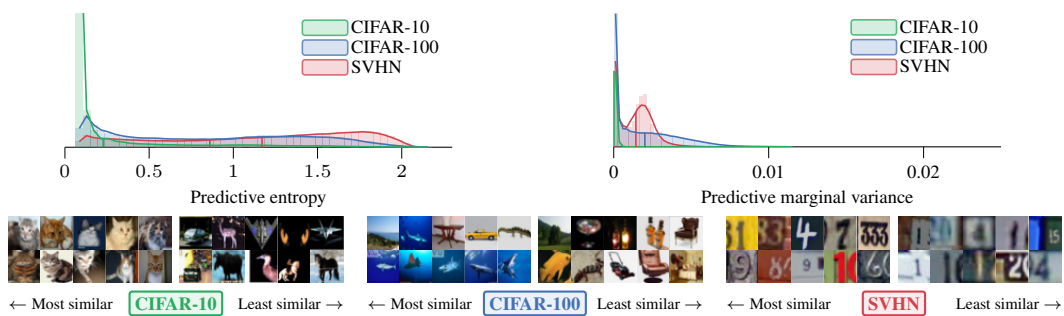 CIFAR-10
CIFAR-100
SVHN
0 0.5 1 1.5 2
Predictive entropy
CIFAR-10
CIFAR-100
SVHN
0 0.01 0.02
Predictive marginal variance
← Most similar CIFAR-10 Least similar →
← Most similar CIFAR-100 Least similar →
← Most similar SVHN Least similar →